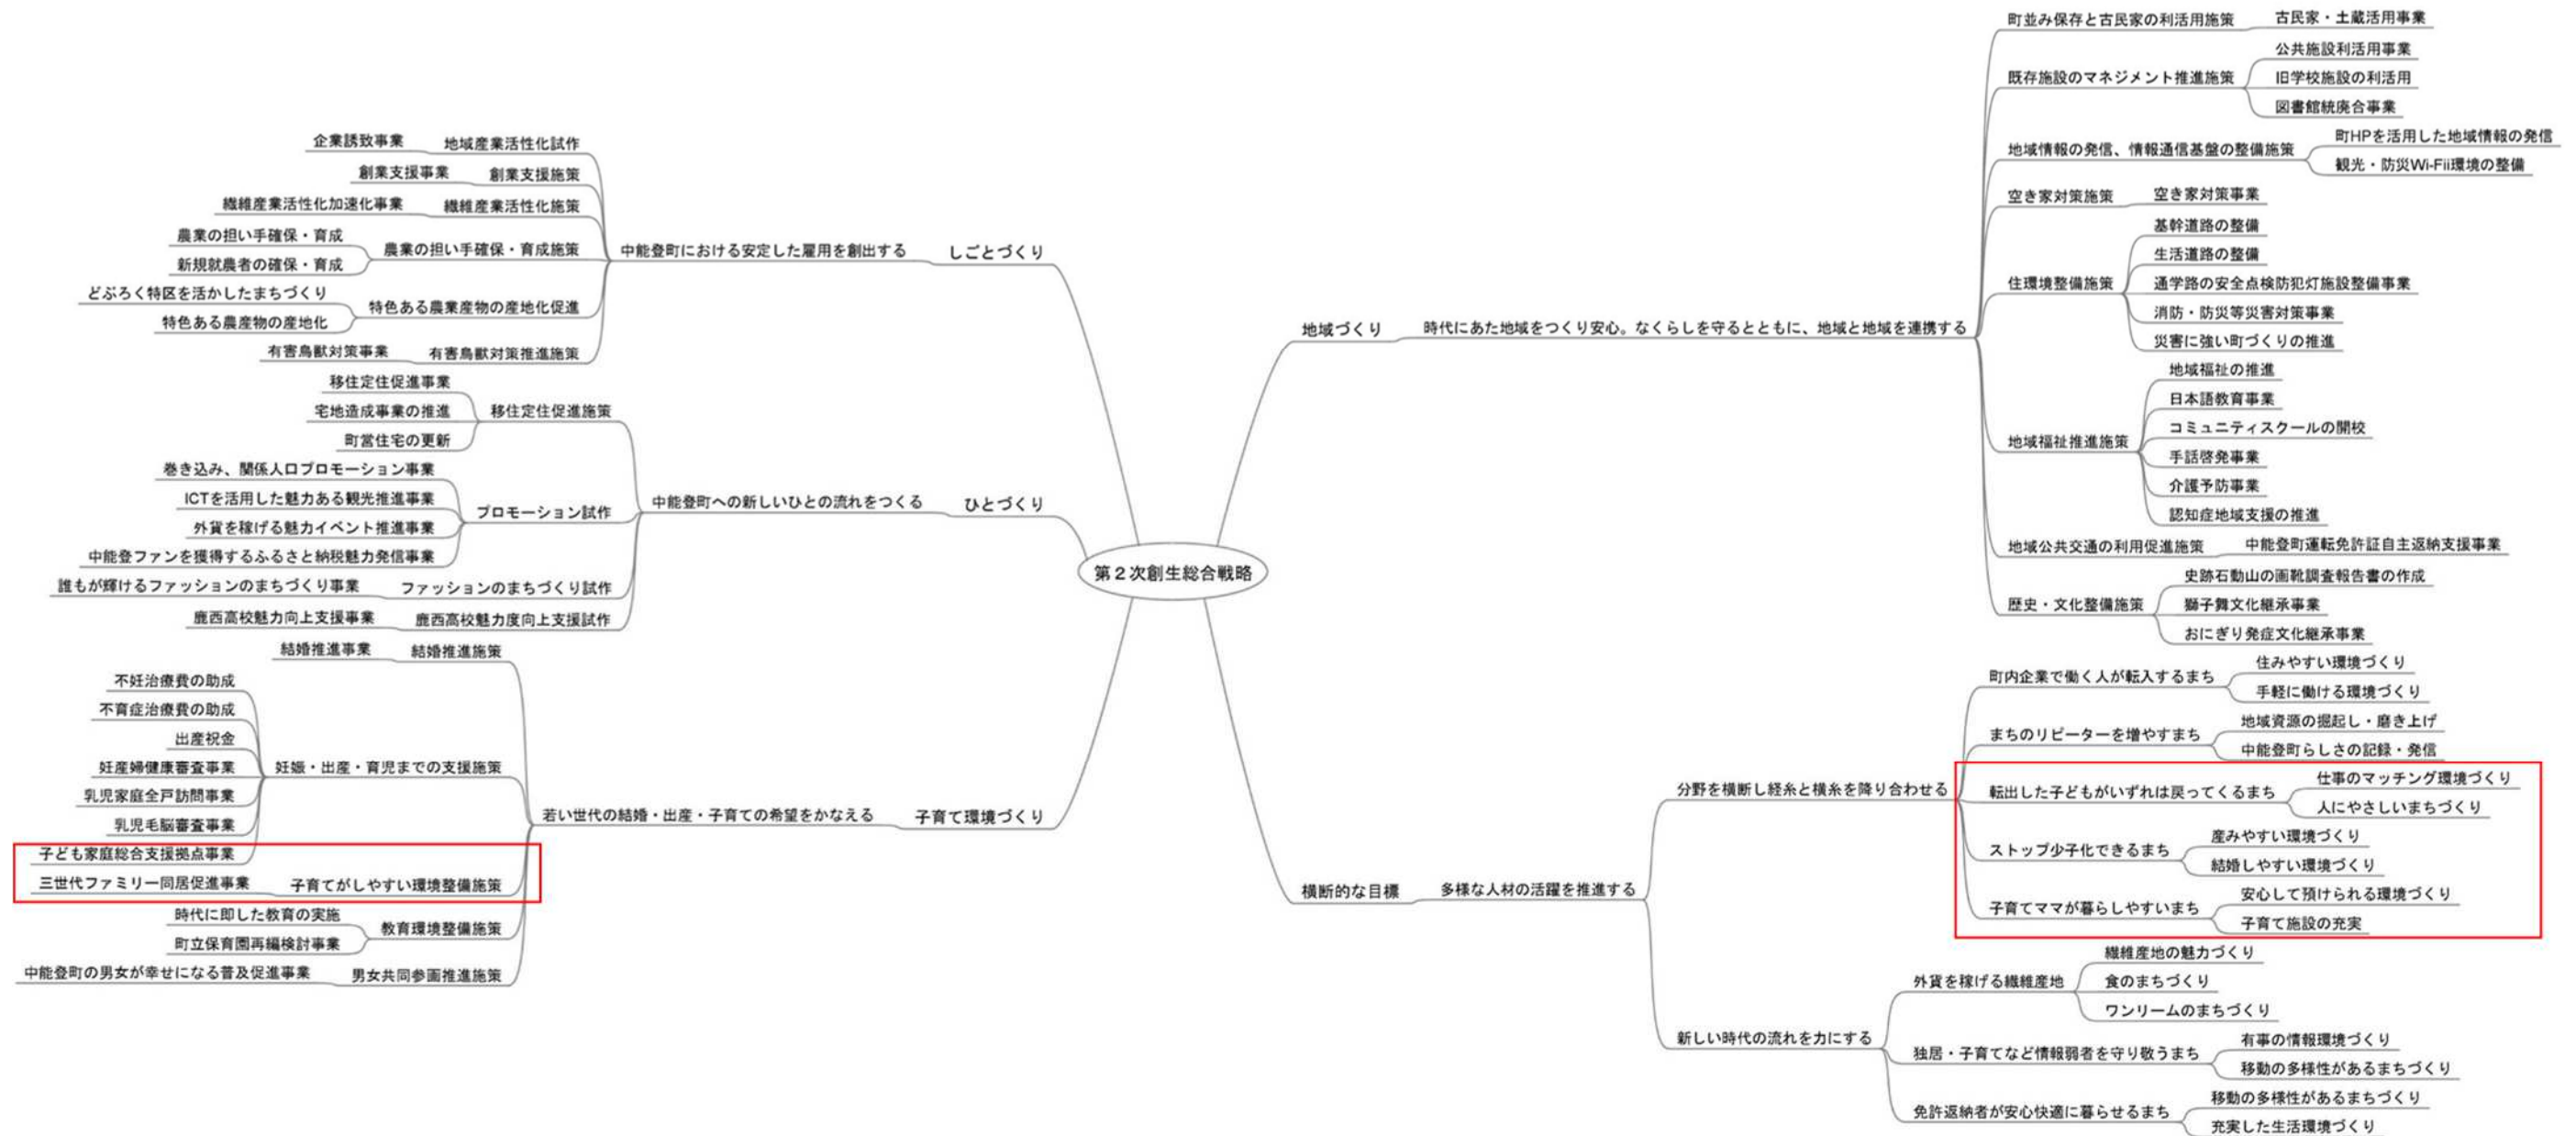 第２次創生総合戦略
しごとづくり
中能登町における安定した雇用を創出する
地域産業活性化試作
企業誘致事業
創業支援施策
創業支援事業
繊維産業活性化施策
繊維産業活性化加速化事業
農業の担い手確保・育成施策
農業の担い手確保・育成
新規就農者の確保・育成
特色ある農業産物の産地化促進
どぶろく特区を活かしたまちづくり
特色ある農産物の産地化
有害鳥獣対策推進施策
有害鳥獣対策事業
ひとづくり
中能登町への新しいひとの流れをつくる
移住定住促進施策
移住定住促進事業
宅地造成事業の推進
町営住宅の更新
プロモーション試作
巻き込み、関係人口プロモーション事業
ICTを活用した魅力ある観光推進事業
外貨を稼げる魅力イベント推進事業
中能登ファンを獲得するふるさと納税魅力発信事業
ファッションのまちづくり試作
誰もが輝けるファッションのまちづくり事業
鹿西高校魅力度向上支援試作
鹿西高校魅力向上支援事業
子育て環境づくり
若い世代の結婚・出産・子育ての希望をかなえる
結婚推進施策
結婚推進事業
妊娠・出産・育児までの支援施策
不妊治療費の助成
不育症治療費の助成
出産祝金
妊産婦健康審査事業
乳児家庭全戸訪問事業
乳児毛脳審査事業
子ども家庭総合支援拠点事業
子育てがしやすい環境整備施策
三世代ファミリー同居促進事業
教育環境整備施策
時代に即した教育の実施
町立保育園再編検討事業
男女共同参画推進施策
中能登町の男女が幸せになる普及促進事業
地域づくり
時代にあた地域をつくり安心。なくらしを守るとともに、地域と地域を連携する
町並み保存と古民家の利活用施策
古民家・土蔵活用事業
既存施設のマネジメント推進施策
公共施設利活用事業
旧学校施設の利活用
図書館統廃合事業
地域情報の発信、情報通信基盤の整備施策
町HPを活用した地域情報の発信
観光・防災Wi-Fii環境の整備
空き家対策施策
空き家対策事業
住環境整備施策
基幹道路の整備
生活道路の整備
通学路の安全点検防犯灯施設整備事業
消防・防災等災害対策事業
災害に強い町づくりの推進
地域福祉推進施策
地域福祉の推進
日本語教育事業
コミュニティスクールの開校
手話啓発事業
介護予防事業
認知症地域支援の推進
地域公共交通の利用促進施策
中能登町運転免許証自主返納支援事業
歴史・文化整備施策
史跡石動山の画靴調査報告書の作成
獅子舞文化継承事業
おにぎり発症文化継承事業
横断的な目標
多様な人材の活躍を推進する
分野を横断し経糸と横糸を降り合わせる
町内企業で働く人が転入するまち
住みやすい環境づくり
手軽に働ける環境づくり
まちのリピーターを増やすまち
地域資源の掘起し・磨き上げ
中能登町らしさの記録・発信
転出した子どもがいずれは戻ってくるまち
仕事のマッチング環境づくり
人にやさしいまちづくり
ストップ少子化できるまち
産みやすい環境づくり
結婚しやすい環境づくり
子育てママが暮らしやすいまち
安心して預けられる環境づくり
子育て施設の充実
新しい時代の流れを力にする
外貨を稼げる繊維産地
繊維産地の魅力づくり
食のまちづくり
ワンリームのまちづくり
独居・子育てなど情報弱者を守り敬うまち
有事の情報環境づくり
移動の多様性があるまちづくり
免許返納者が安心快適に暮らせるまち
移動の多様性があるまちづくり
充実した生活環境づくり